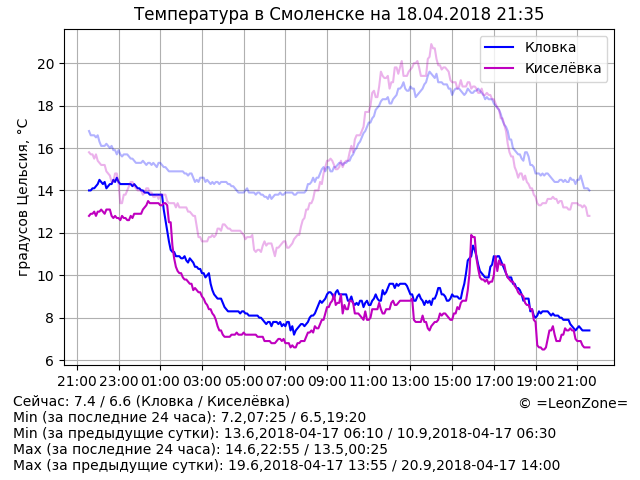 Температура в Смоленске на 18.04.2018 21:35
Кловка
Киселёвка
градусов Цельсия, °C
20
18
16
14
12
10
8
6
21:00 23:00 01:00 03:00 05:00 07:00 09:00 11:00 13:00 15:00 17:00 19:00 21:00
Сейчас: 7.4 / 6.6 (Кловка / Киселёвка)
© =LeonZone=
Min (за последние 24 часа): 7.2,07:25 / 6.5,19:20
Min (за предыдущие сутки): 13.6,2018-04-17 06:10 / 10.9,2018-04-17 06:30
Max (за последние 24 часа): 14.6,22:55 / 13.5,00:25
Max (за предыдущие сутки): 19.6,2018-04-17 13:55 / 20.9,2018-04-17 14:00